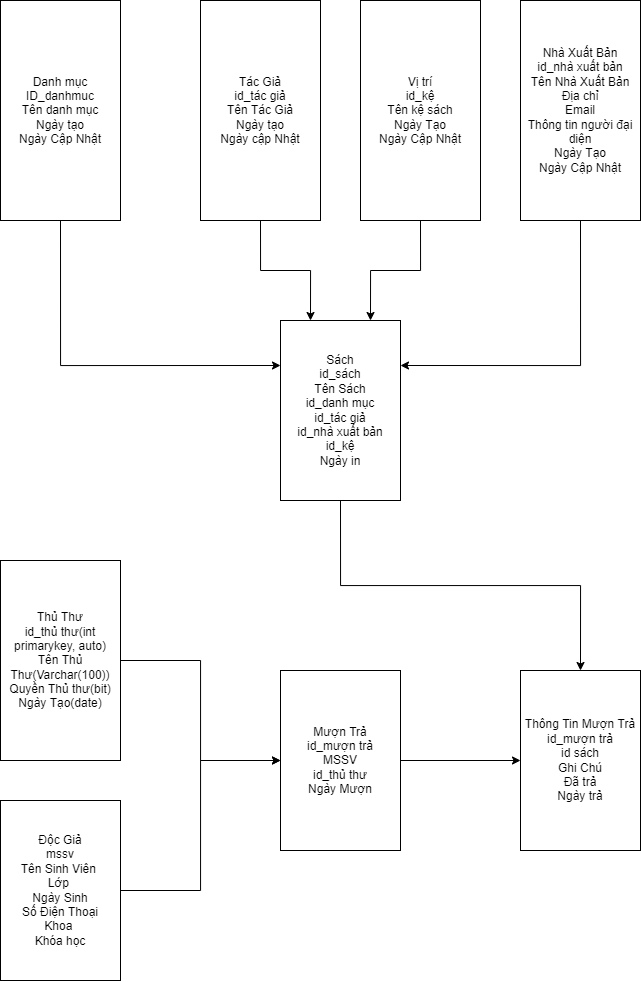 Danh mục
ID_danhmuc
Tên danh mục
Ngày tạo
Ngày Cập Nhật
Tác Giả
id_tác giả
Tên Tác Giả
Ngày tạo
Ngày cập Nhật
Vị trí
id_kệ
Tên kệ sách
Ngày Tạo
Ngày Cập Nhật
Nhà Xuất Bản
id_nhà xuất bản
Tên Nhà Xuất Bản
Địa chỉ
Email
Thông tin người đại
diện
Ngày Tạo
Ngày Cập Nhật
Sách
id_sách
Tên Sách
id_danh mục
id_tác giả
id_nhà xuất bản
id_kệ
Ngày in
Thủ Thư
id_thủ thư(int
primarykey, auto)
Tên Thủ
Thư(Varchar(100))
Quyền Thủ thư(bit)
Ngày Tạo(date)
Mượn Trả
id_mượn trả
MSSV
id_thủ thư
Ngày Mượn
Thông Tin Mượn Trả
id_mượn trả
id sách
Ghi Chú
Đã trả
Ngày trả
Độc Giả
mssv
Tên Sinh Viên
Lớp
Ngày Sinh
Số Điện Thoại
Khoa
Khóa học